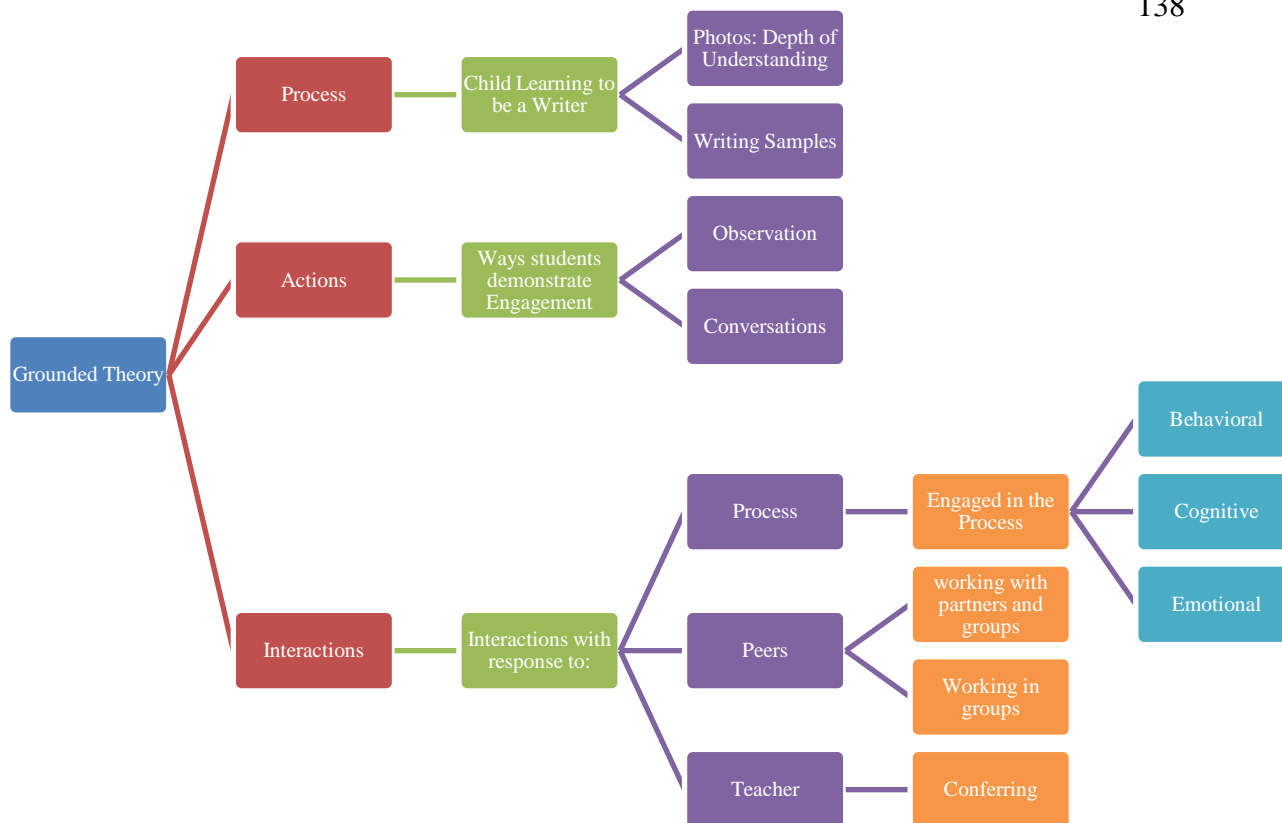 138
Photos: Depth of
Understanding
Process
Child Learning to
be a Writer
Writing Samples
Observation
Actions
Ways students
demonstrate
Engagement
Conversations
Grounded Theory
Behavioral
Process
Engaged in the
Process
Cognitive
working with
partners and
groups
Emotional
Interactions
Interactions with
response to:
Peers
Working in
groups
Teacher
Conferring